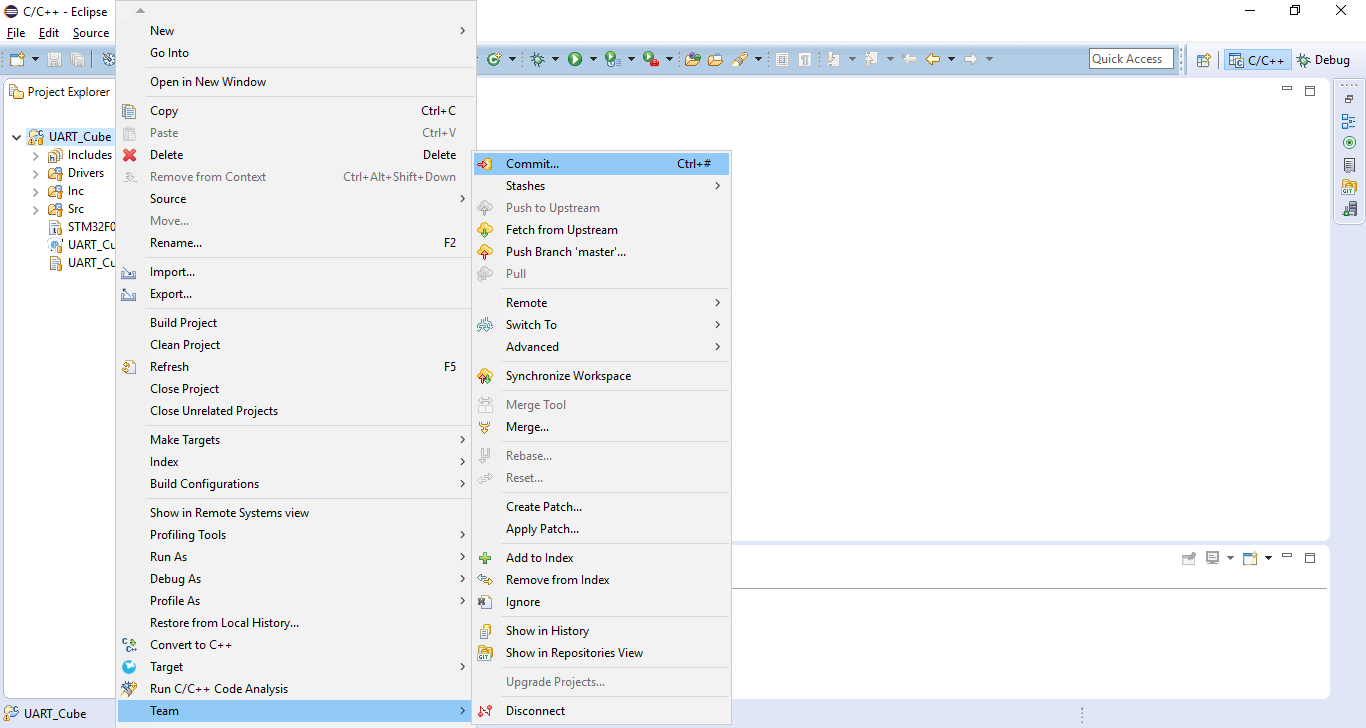 C/C++ - Eclipse
File Edit Source
Quick Access
C/C++
Debug
Project Explorer
UART_Cube
Includes
Drivers
Inc
Src
STM32F0
UART_Cu
UART_Cu
New
Go Into
Open in New Window
Copy Ctrl+C
Paste Ctrl+V
Delete Delete
Remove from Context Ctrl+Alt+Shift+Down
Source
Move...
Rename... F2
Import...
Export...
Build Project
Clean Project
Refresh F5
Close Project
Close Unrelated Projects
Make Targets
Index
Build Configurations
Show in Remote Systems view
Profiling Tools
Run As
Debug As
Profile As
Restore from Local History...
Convert to C++
Target
Run C/C++ Code Analysis
Team
Commit... Ctrl+#
Stashes
Push to Upstream
Fetch from Upstream
Push Branch 'master'...
Pull
Remote
Switch To
Advanced
Synchronize Workspace
Merge Tool
Merge...
Rebase...
Reset...
Create Patch...
Apply Patch...
Add to Index
Remove from Index
Ignore
Show in History
GIT
Show in Repositories View
Upgrade Projects...
Disconnect
GIT
UART_Cube